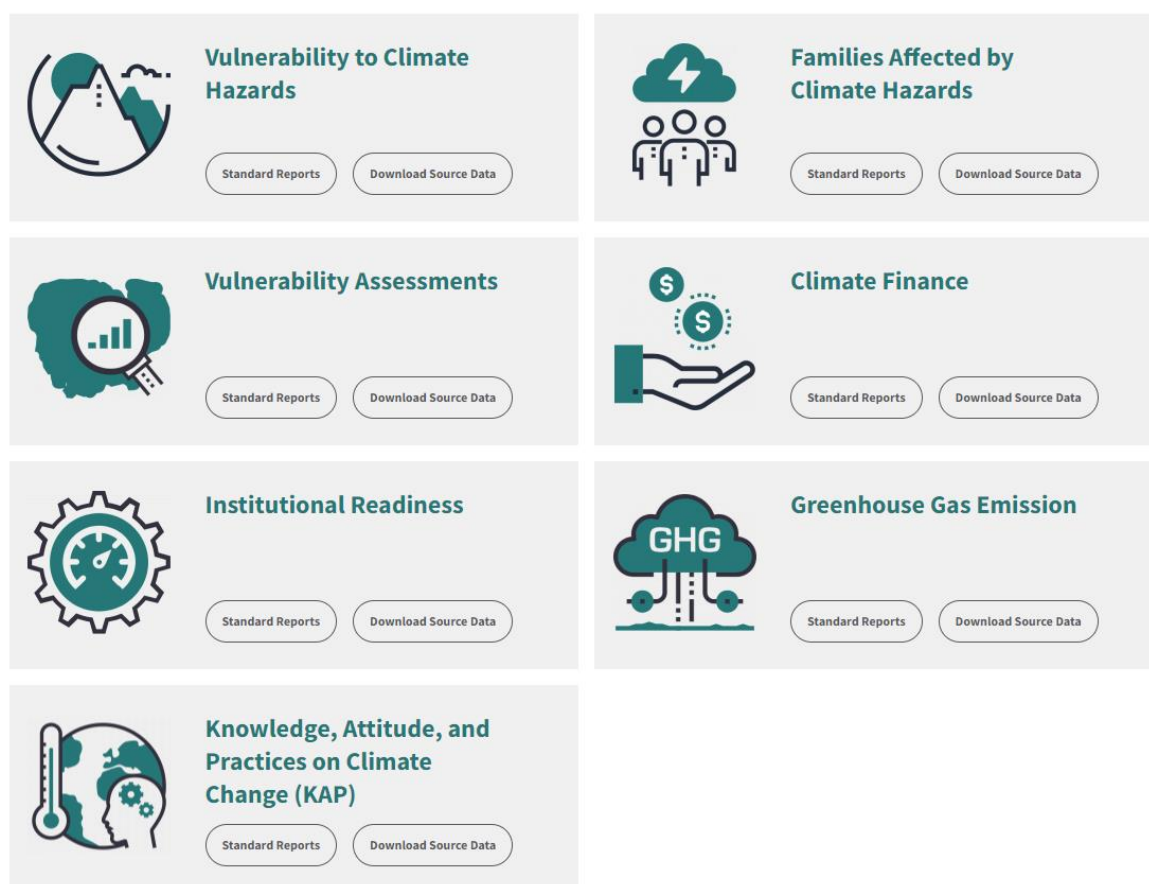 Vulnerability to Climate
Hazards
Standard Reports
Download Source Data
Families Affected by
Climate Hazards
Standard Reports
Download Source Data
Vulnerability Assessments
Standard Reports
Download Source Data
$
$
Climate Finance
Standard Reports
Download Source Data
Institutional Readiness
Standard Reports
Download Source Data
GHG
Greenhouse Gas Emission
Standard Reports
Download Source Data
Knowledge, Attitude, and
Practices on Climate
Change (KAP)
Standard Reports
Download Source Data